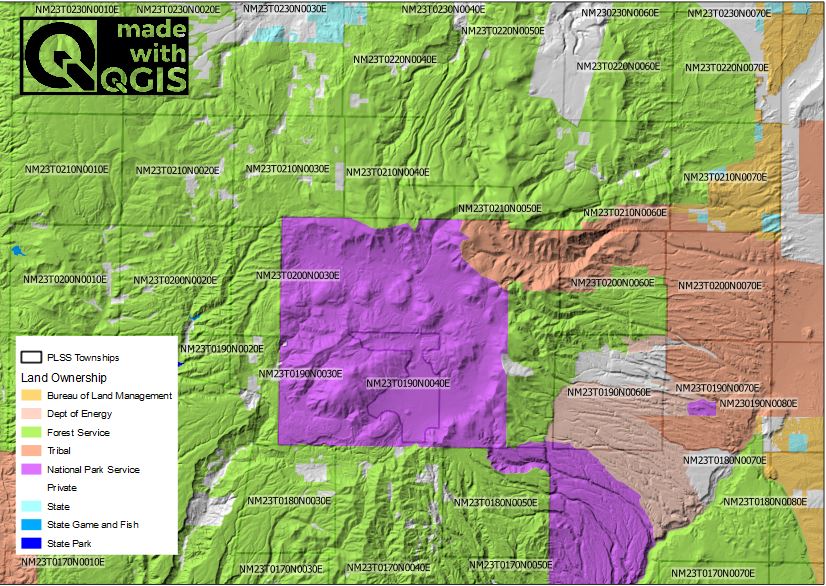 NM23T0230N0010E
NM23T0230N0020E
NM23T0230N0030E
NM23T0230N0040E
NM230230N0060E
NM23T0230N0070E
made
with
QGIS
NM23T0220N0050E
NM23T0220N0040E
NM23T0220N0060E
NM23T0220N0070E
NM23T0210N0010E
NM23T0210N0020E
NM23T0210N0030E
NM23T0210N0040E
NM23T0210N0070E
NM23T0210N0050E
NM23T0210N0060E
NM23T0200N0010E
NM23T0200N0020E
NM23T0200N0030E
NM23T0200N0060E
NM23T0200N0070E
NM23T0190N0020E
NM23T0190N0030E
NM23T0190N0040E
NM23T0190N0060E
NM23T0190N0070E
NM230190N0080E
PLSS Townships
Land Ownership
Bureau of Land Management
Dept of Energy
Forest Service
Tribal
National Park Service
Private
State
State Game and Fish
State Park
NM23T0180N0070E
NM23T0180N0030E
NM23T0180N0050E
NM23T0180N0080E
NM23T0170N0010E
NM23T0170N0030E
NM23T0170N0040E
NM23T0170N0050E
NM23T0170N0070E